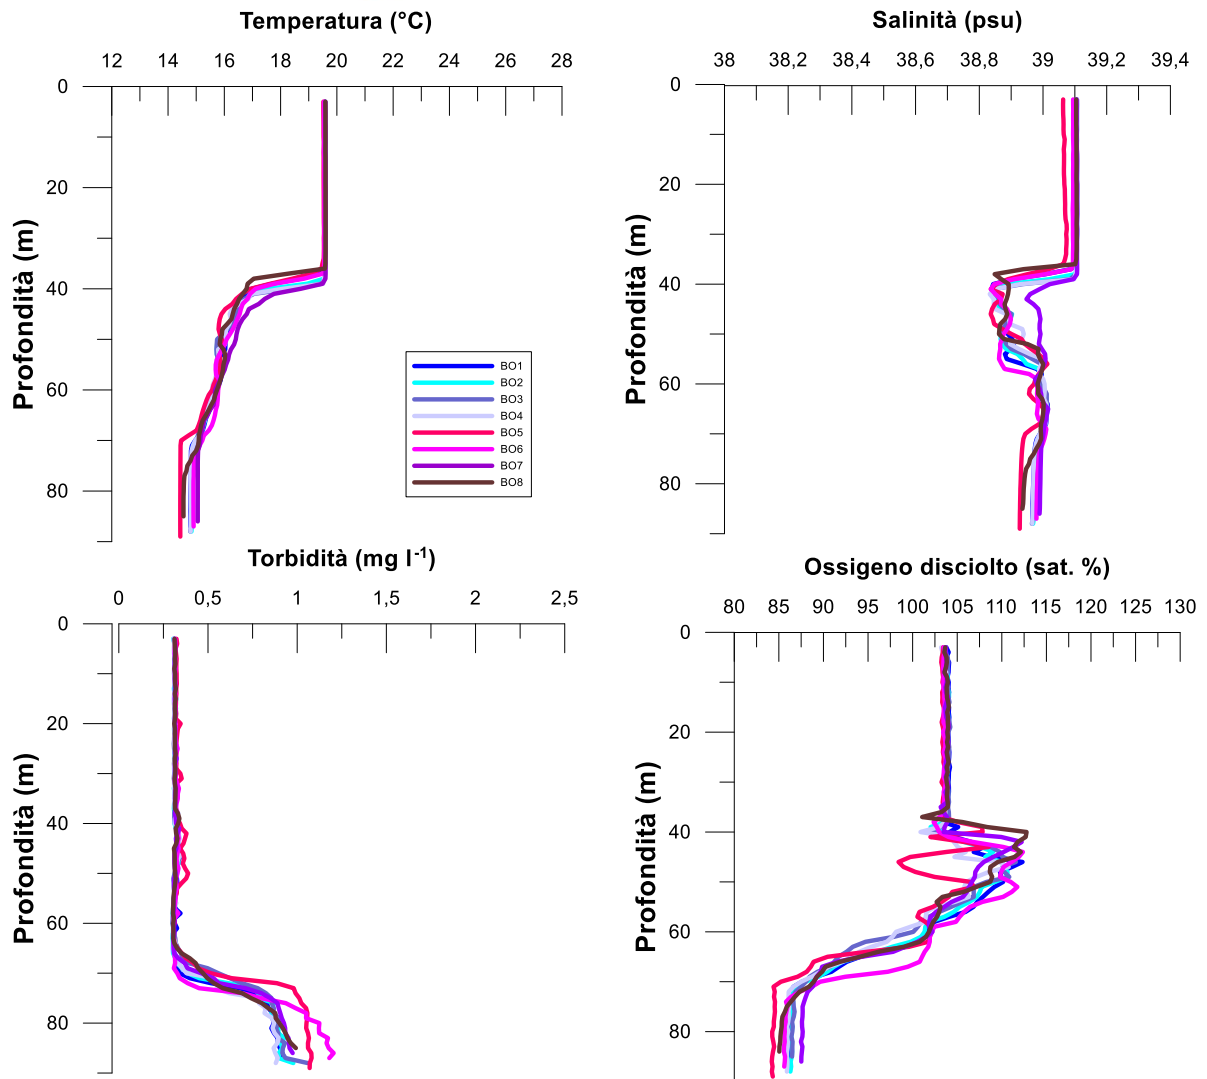 Temperatura (°C)
12 14 16 18 20 22 24 26 28
0
20
40
60
80
Profondità (m)
BO1
BO2
BO3
BO4
BO5
BO6
BO7
BO8
Salinità (psu)
38 38,2 38,4 38,6 38,8 39 39,2 39,4
0
20
40
60
80
Profondità (m)
Torbidità (mg l-1)
0 0,5 1 1,5 2 2,5
0
20
40
60
80
Profondità (m)
Ossigeno disciolto (sat. %)
80 85 90 95 100 105 110 115 120 125 130
0
20
40
60
80
Profondità (m)